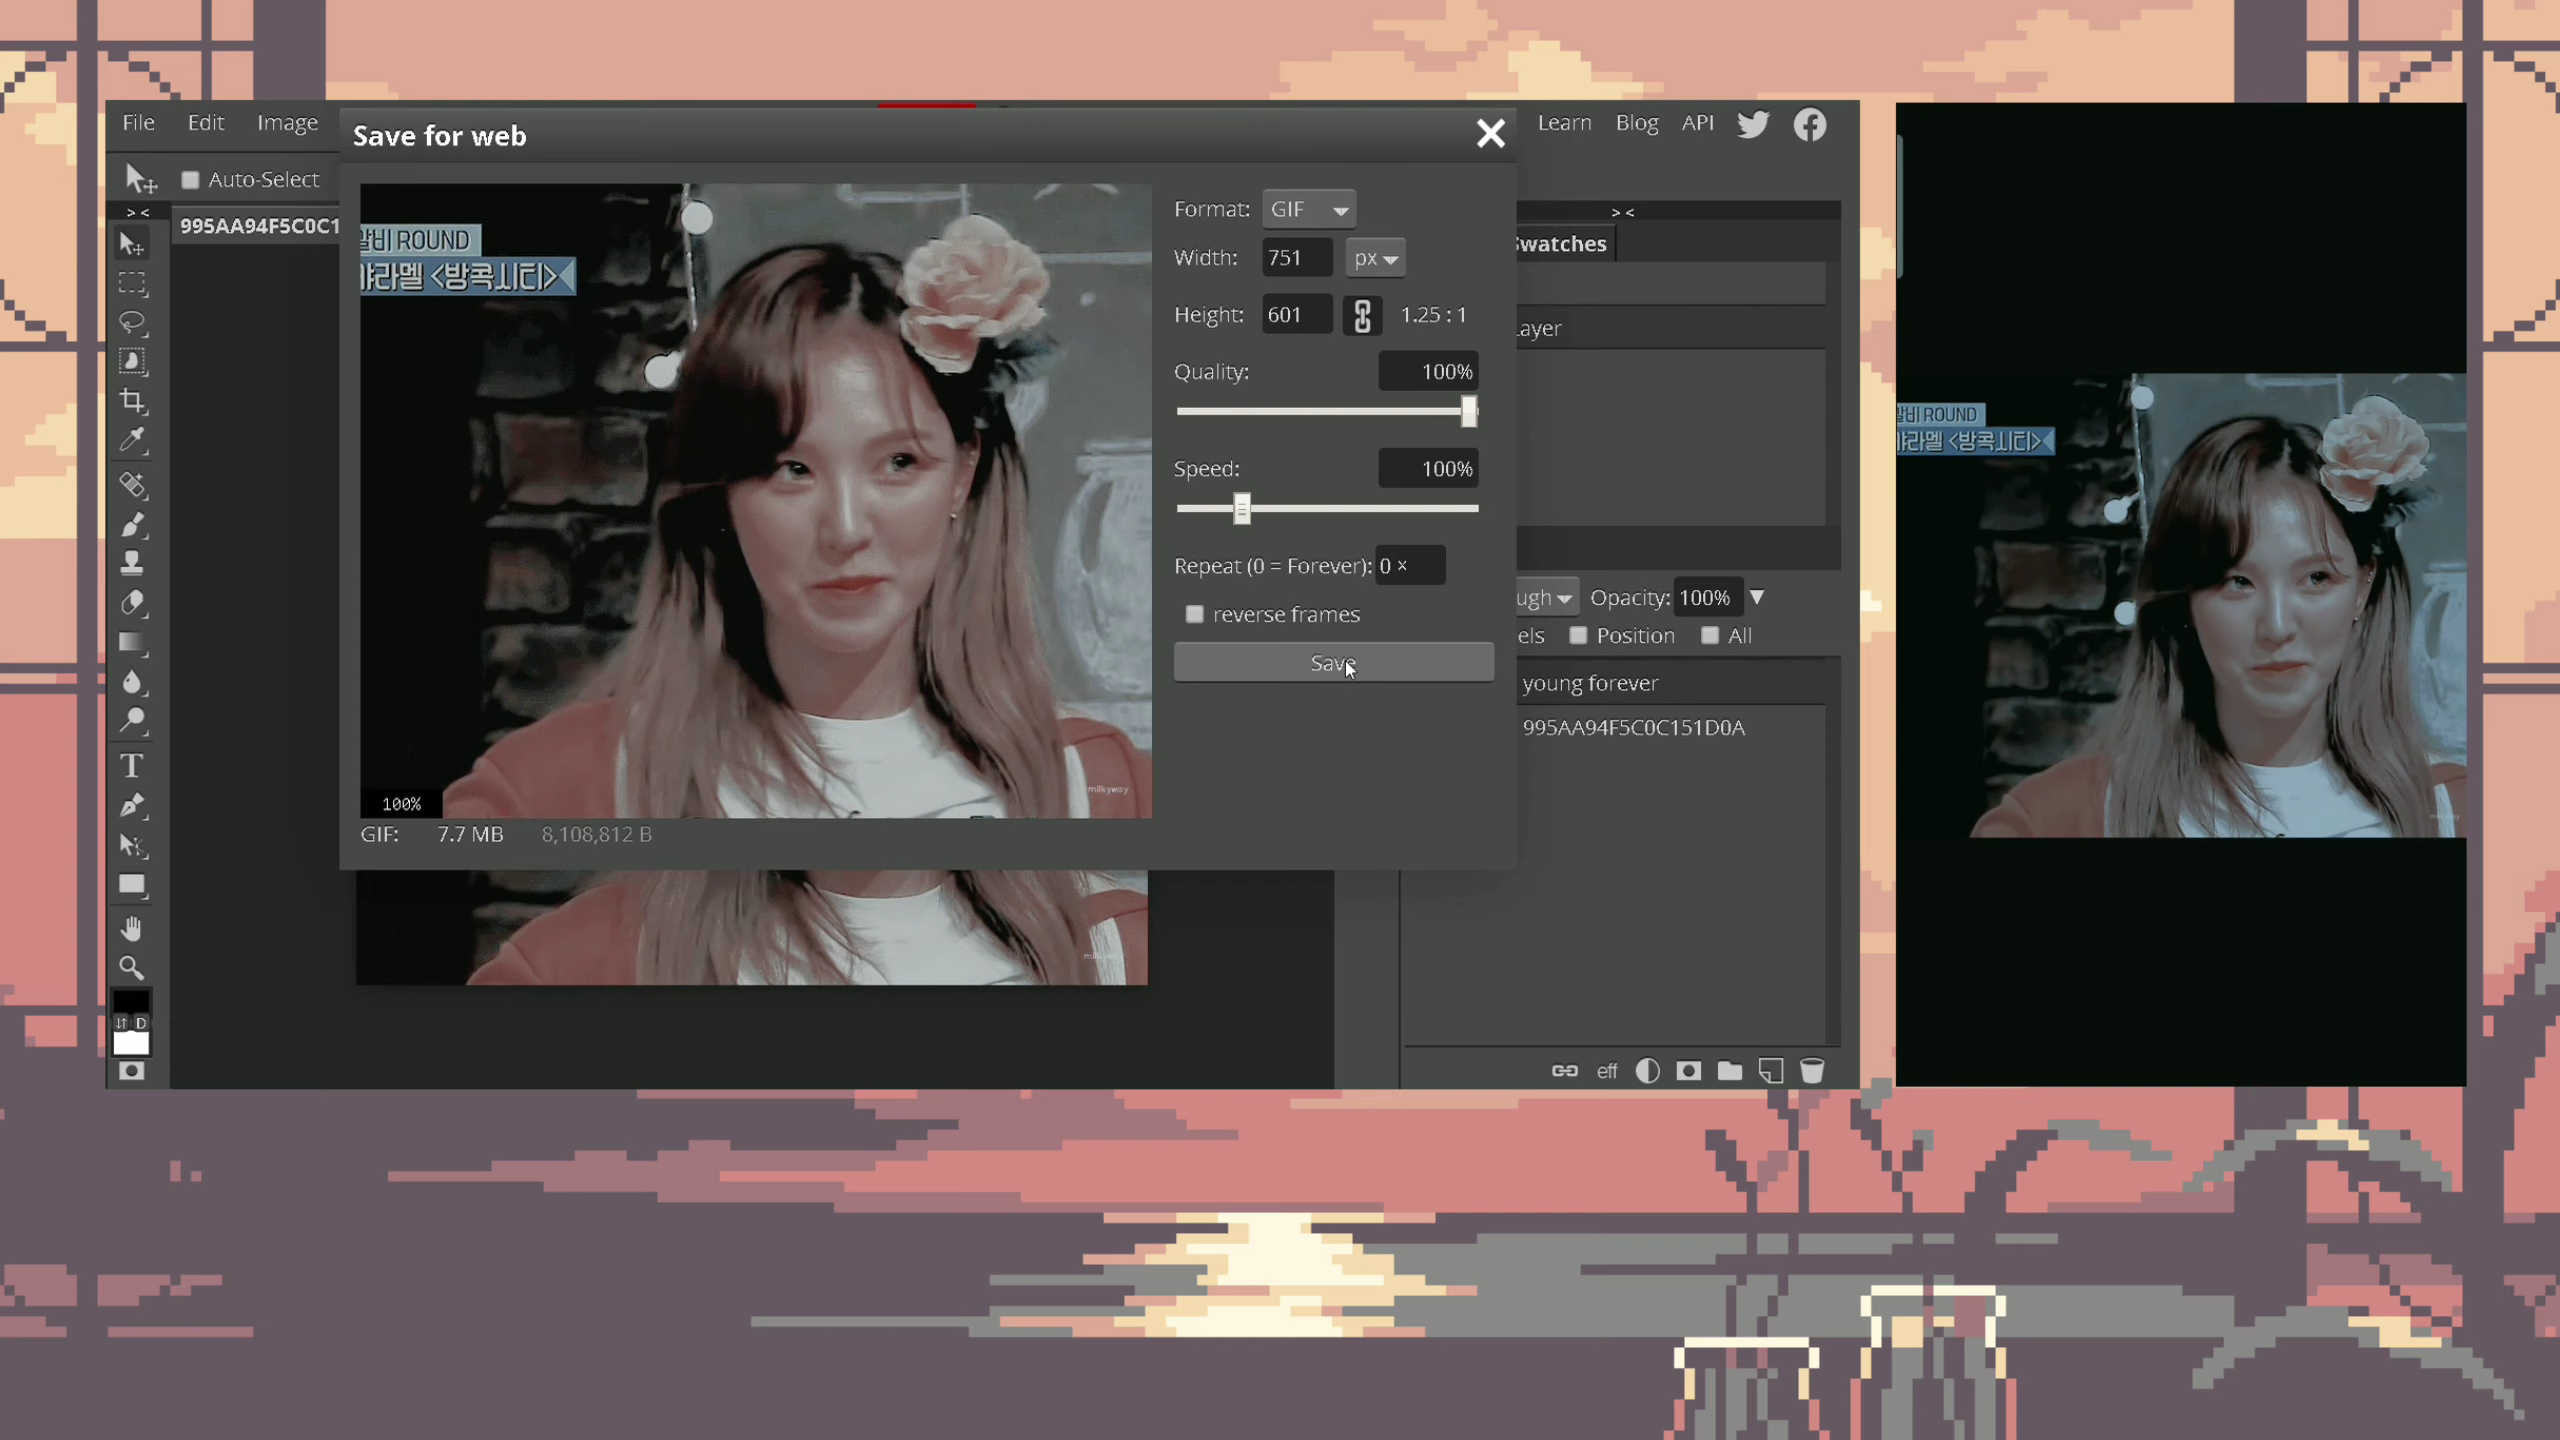 File Edit Image
Learn Blog API
Save for web
Auto-Select
> <
> <
995AA94F5C0C1
Swatches
ROUND
<방콕시티>
Format: GIF
Width: 751 px
Height: 601 1.25 : 1
Quality: 100%
Speed: 100%
Repeat (0 = Forever): 0 ×
reverse frames
Save
Layer
ugh Opacity: 100%
els Position All
young forever
995AA94F5C0C151D0A
milkyway
100%
GIF: 7.7 MB 8,108,812 B
T
D
eff
ROUND
<방콕시티>